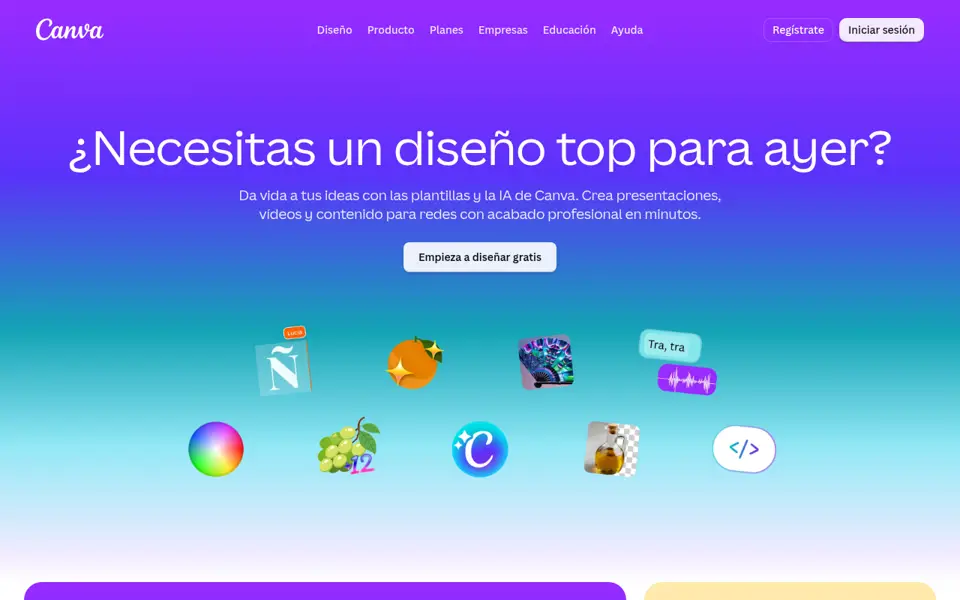 Canva
Diseño Producto Planes Empresas Educación Ayuda
Regístrate Iniciar sesión
¿Necesitas un diseño top para ayer?
Da vida a tus ideas con las plantillas y la IA de Canva. Crea presentaciones,
vídeos y contenido para redes con acabado profesional en minutos.
Empieza a diseñar gratis
Lucía
Ñ
Tra, tra
12
C
</>